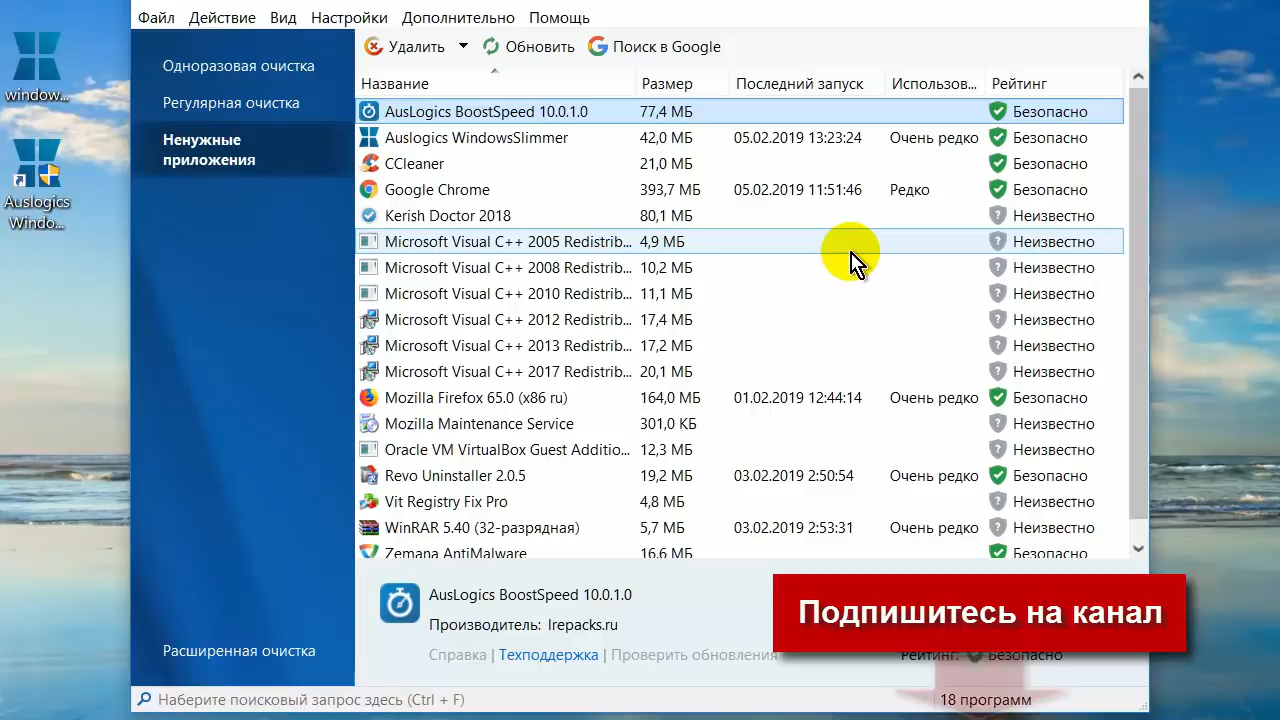 Файл Действие Вид Настройки Дополнительно Помощь
window...
Auslogics
Windo...
Одноразовая очистка
Регулярная очистка
Ненужные
приложения
Расширенная очистка
Удалить Обновить Поиск в Google
Название Размер Последний запуск Использов... Рейтинг
AusLogics BoostSpeed 10.0.1.0 77,4 МБ Безопасно
Auslogics WindowsSlimmer 42,0 МБ 05.02.2019 13:23:24 Очень редко Безопасно
CCleaner 21,0 МБ Безопасно
Google Chrome 393,7 МБ 05.02.2019 11:51:46 Редко Безопасно
Kerish Doctor 2018 80,1 МБ Неизвестно
Microsoft Visual C++ 2005 Redistrib... 4,9 МБ Неизвестно
Microsoft Visual C++ 2008 Redistrib... 10,2 МБ Неизвестно
Microsoft Visual C++ 2010 Redistrib... 11,1 МБ Неизвестно
Microsoft Visual C++ 2012 Redistrib... 17,4 МБ Неизвестно
Microsoft Visual C++ 2013 Redistrib... 17,2 МБ Неизвестно
Microsoft Visual C++ 2017 Redistrib... 20,1 МБ Неизвестно
Mozilla Firefox 65.0 (x86 ru) 164,0 МБ 01.02.2019 12:44:14 Очень редко Безопасно
Mozilla Maintenance Service 301,0 КБ Неизвестно
Oracle VM VirtualBox Guest Additio... 12,3 МБ Неизвестно
Revo Uninstaller 2.0.5 19,2 МБ 03.02.2019 2:50:54 Очень редко Безопасно
Vit Registry Fix Pro 4,8 МБ Неизвестно
WinRAR 5.40 (32-разрядная) 5,7 МБ 03.02.2019 2:53:31 Очень редко Неизвестно
Zemana AntiMalware 16,6 МБ Безопасно
AusLogics BoostSpeed 10.0.1.0
Производитель: lrepacks.ru
Справка | Техподдержка | Проверить обновления
Подпишитесь на канал
Рейтинг: Безопасно
Наберите поисковый запрос здесь (Ctrl + F)
18 программ